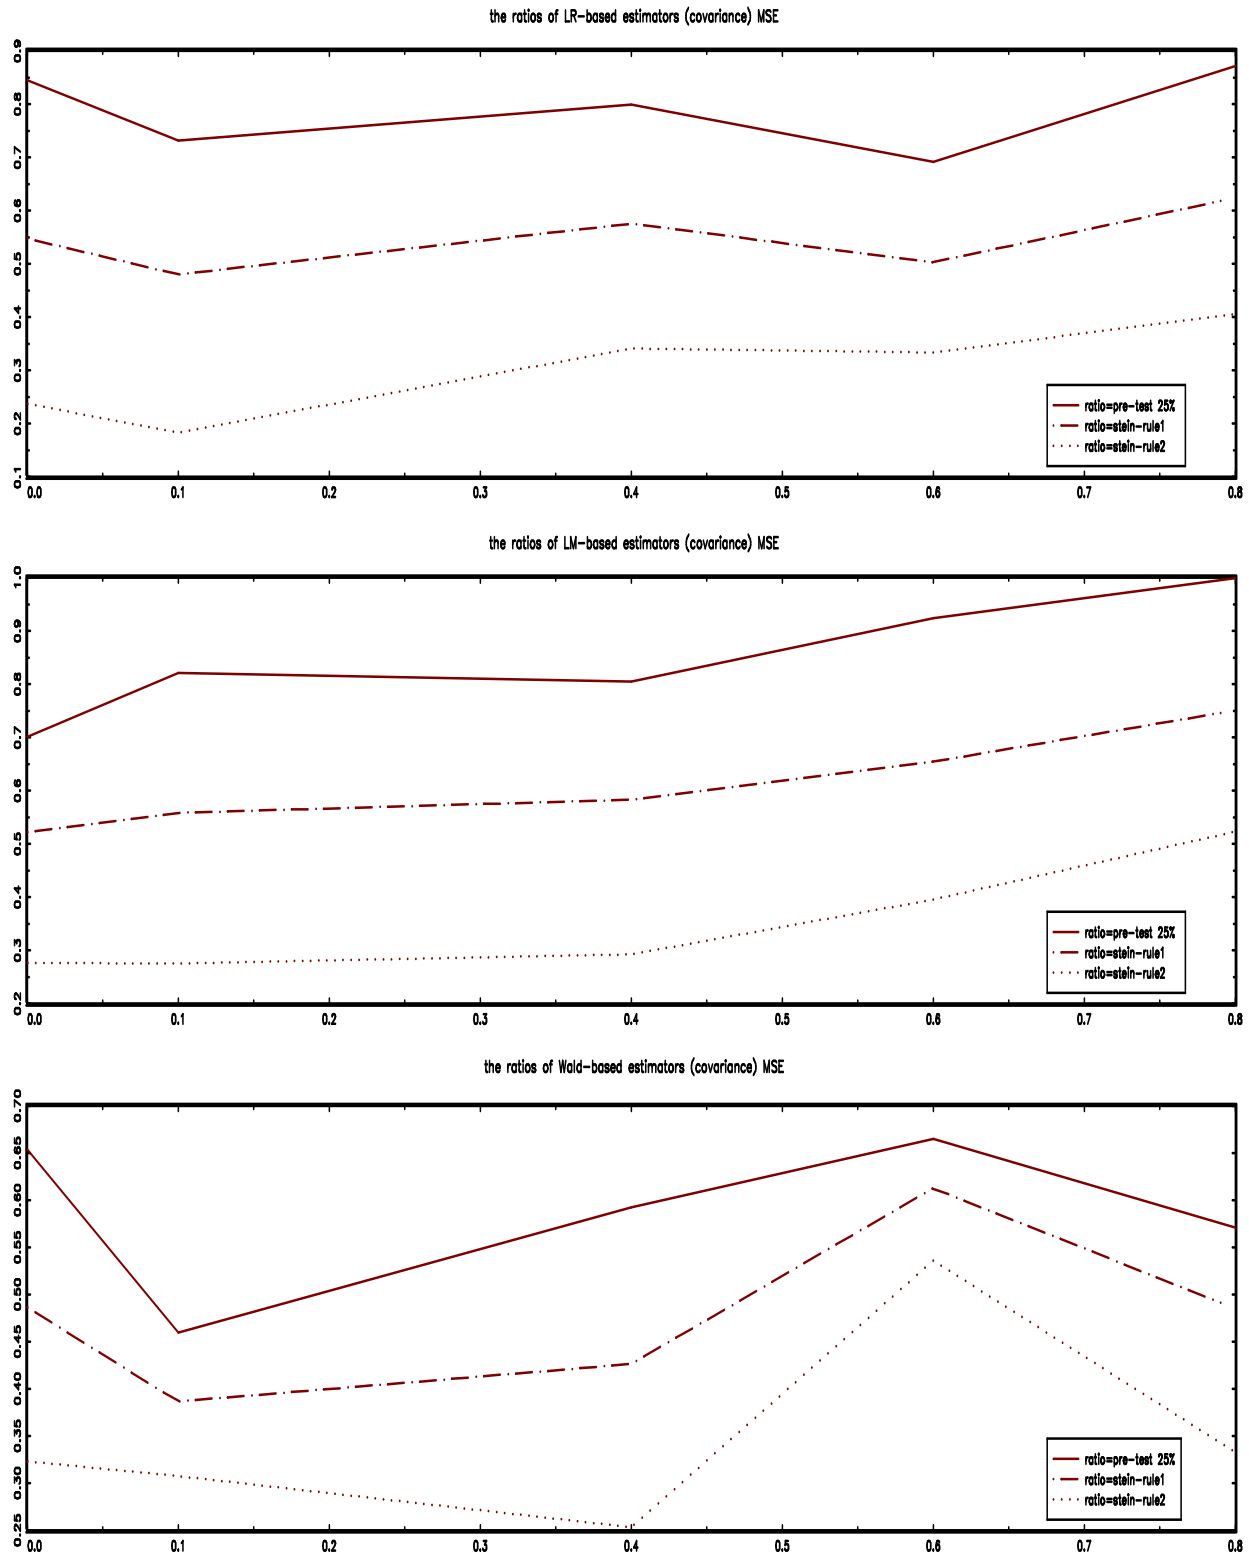 the ratios of LR-based estimators (covariance) MSE
0.9
0.8
0.7
0.6
0.5
0.4
0.3
0.2
0.1
ratio=pre-test 25%
ratio=stein-rule1
ratio=stein-rule2
0.0 0.1 0.2 0.3 0.4 0.5 0.6 0.7 0.8
the ratios of LM-based estimators (covariance) MSE
1.0
0.9
0.8
0.7
0.6
0.5
0.4
0.3
0.2
ratio=pre-test 25%
ratio=stein-rule1
ratio=stein-rule2
0.0 0.1 0.2 0.3 0.4 0.5 0.6 0.7 0.8
the ratios of Wald-based estimators (covariance) MSE
0.70
0.65
0.60
0.55
0.50
0.45
0.40
0.35
0.30
0.25
ratio=pre-test 25%
ratio=stein-rule1
ratio=stein-rule2
0.0 0.1 0.2 0.3 0.4 0.5 0.6 0.7 0.8